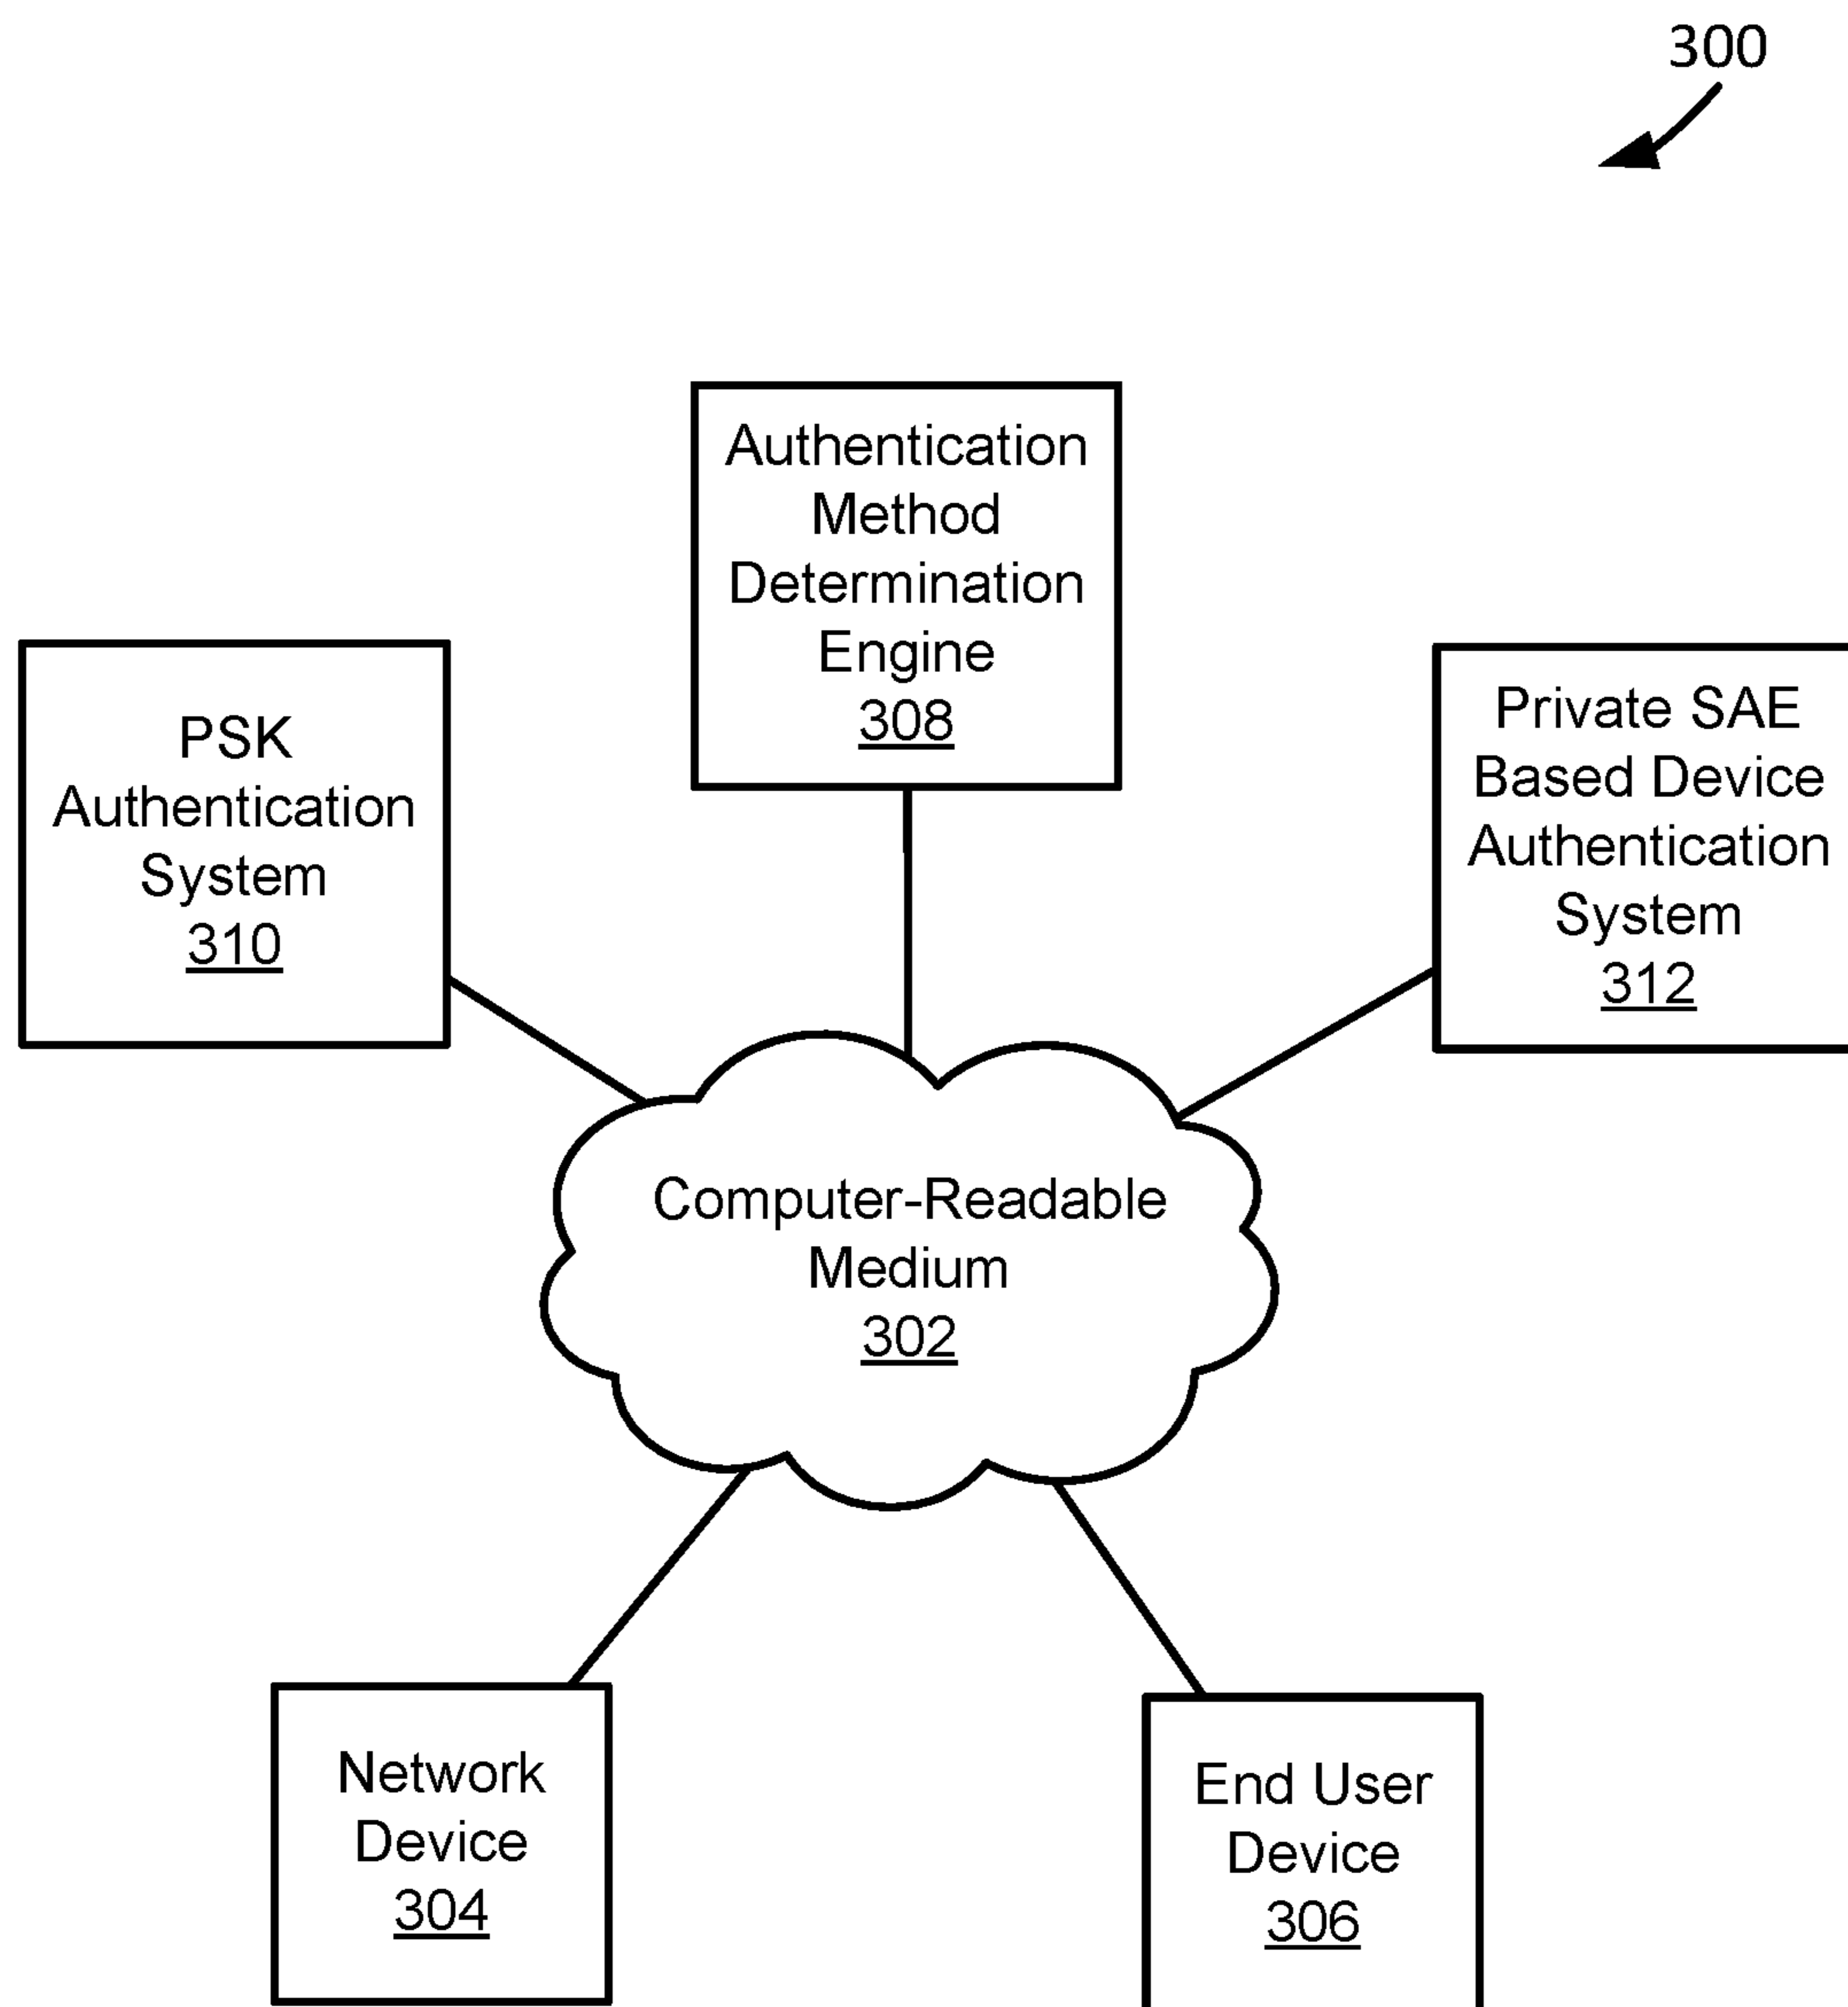 300
Authentication
Method
Determination
Engine
308
PSK
Authentication
System
310
Private SAE
Based Device
Authentication
System
312
Computer-Readable
Medium
302
Network
Device
304
End User
Device
306